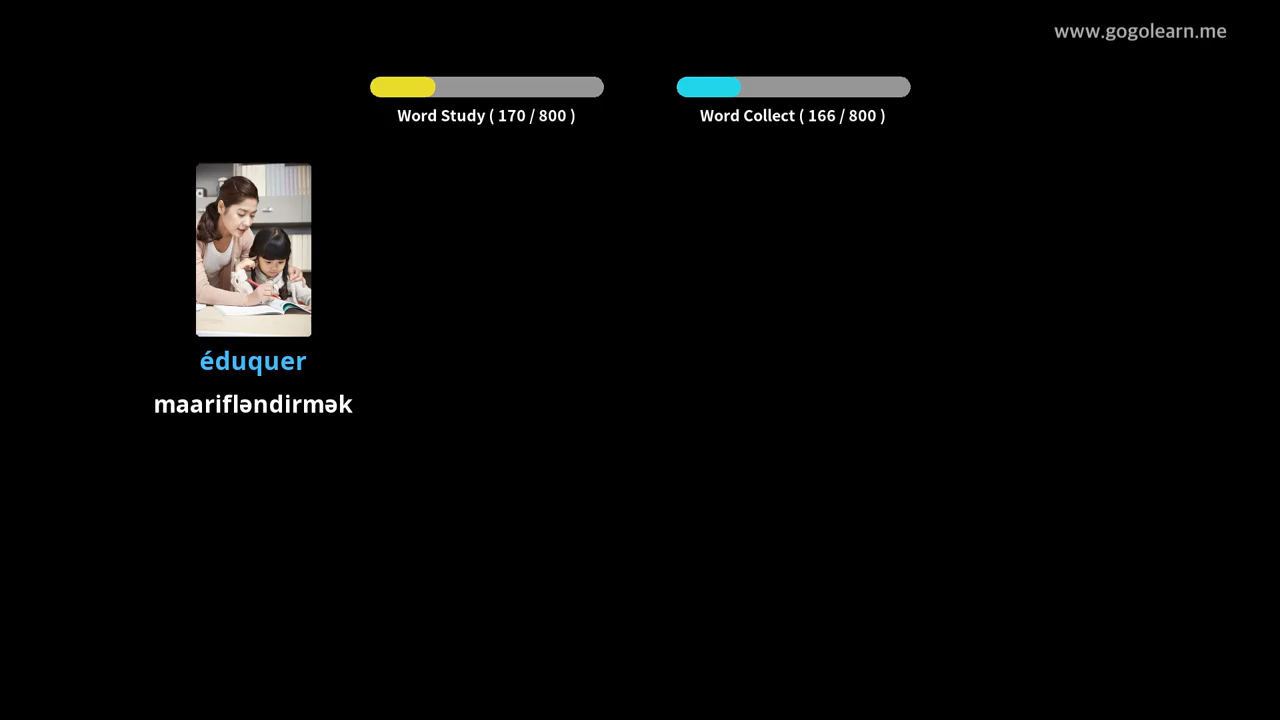 www.gogolearn.me
Word Study ( 170 / 800 )
Word Collect ( 166 / 800 )
éduquer
maarifləndirmək